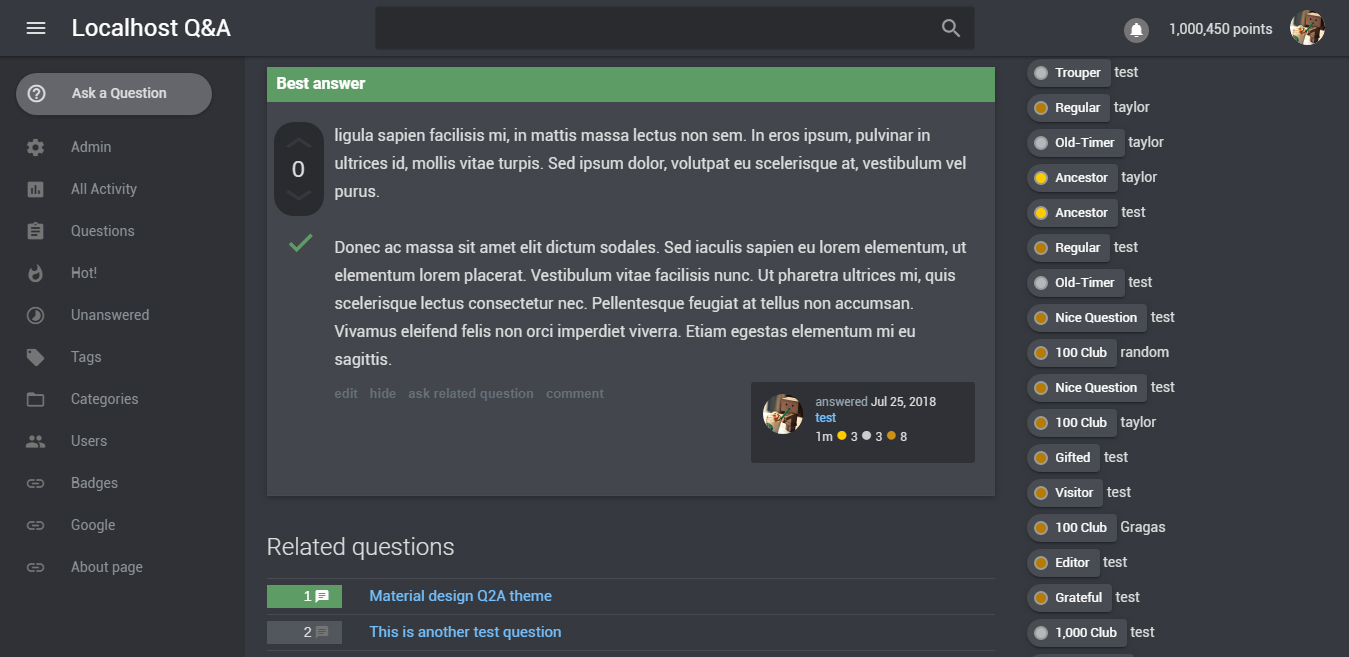 Localhost Q&A
1,000,450 points
Ask a Question
Admin
All Activity
Questions
Hot!
Unanswered
Tags
Categories
Users
Badges
Google
About page
Best answer
0
ligula sapien facilisis mi, in mattis massa lectus non sem. In eros ipsum, pulvinar in
ultrices id, mollis vitae turpis. Sed ipsum dolor, volutpat eu scelerisque at, vestibulum vel
purus.
Donec ac massa sit amet elit dictum sodales. Sed iaculis sapien eu lorem elementum, ut
elementum lorem placerat. Vestibulum vitae facilisis nunc. Ut pharetra ultrices mi, quis
scelerisque lectus consectetur nec. Pellentesque feugiat at tellus non accumsan.
Vivamus eleifend felis non orci imperdiet viverra. Etiam egestas elementum mi eu
sagittis.
edit hide ask related question comment
answered Jul 25, 2018
test
1m 3 3 8
Related questions
1 Material design Q2A theme
2 This is another test question
Trouper test
Regular taylor
Old-Timer taylor
Ancestor taylor
Ancestor test
Regular test
Old-Timer test
Nice Question test
100 Club random
Nice Question test
100 Club taylor
Gifted test
Visitor test
100 Club Gragas
Editor test
Grateful test
1,000 Club test